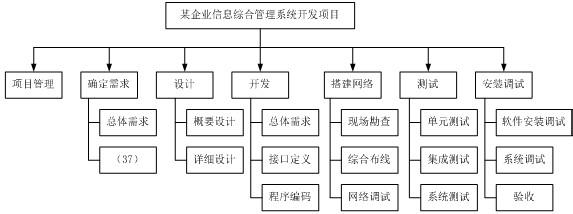 某企业信息综合管理系统开发项目
项目管理
确定需求
设计
开发
搭建网络
测试
安装调试
总体需求
概要设计
总体需求
现场勘查
单元测试
软件安装调试
（37）
详细设计
接口定义
综合布线
集成测试
系统调试
程序编码
网络调试
系统测试
验收